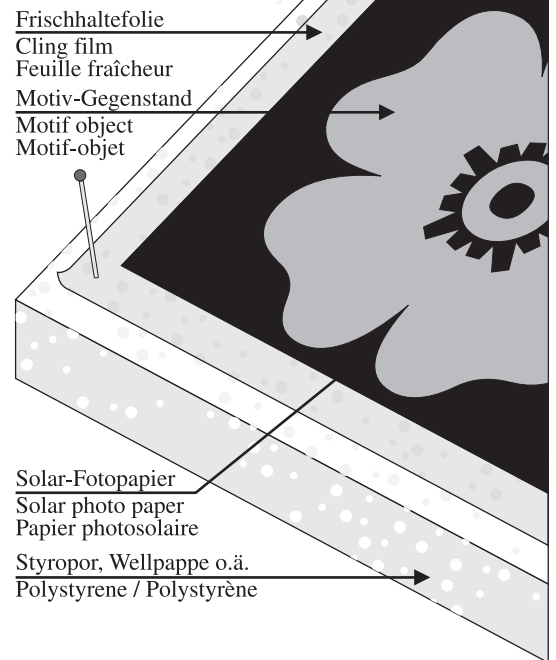 Frischhaltefolie
Cling film
Feuille fraîcheur
Motiv-Gegenstand
Motif object
Motif-objet
Solar-Fotopapier
Solar photo paper
Papier photosolaire
Styropor, Wellpappe o.ä.
Polystyrene / Polystyrène